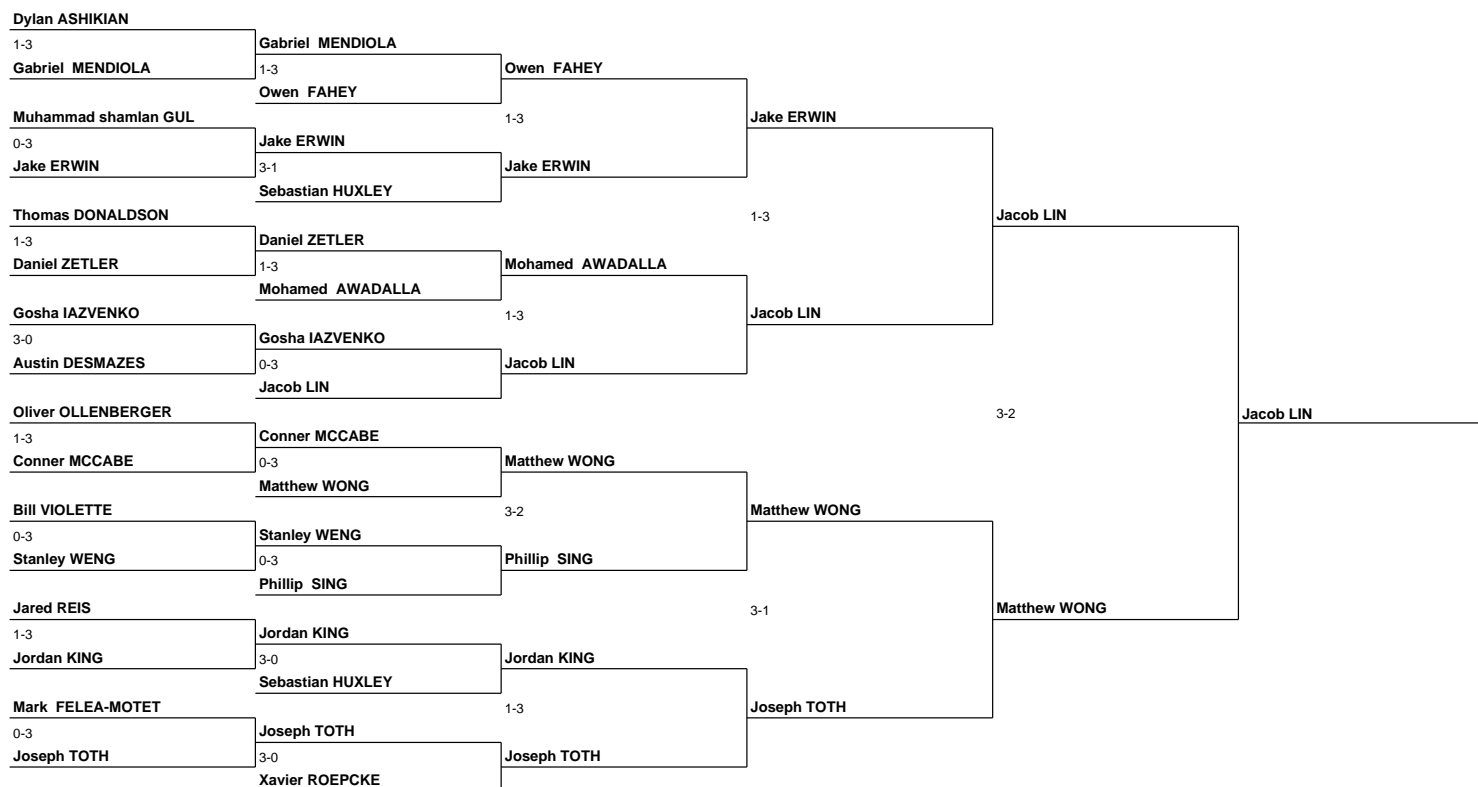 Dylan ASHIKIAN
1-3
Gabriel MENDIOLA
Muhammad shamlan GUL
0-3
Jake ERWIN
Thomas DONALDSON
1-3
Daniel ZETLER
Gosha IAZVENKO
3-0
Austin DESMAZES
Oliver OLLENBERGER
1-3
Conner MCCABE
Bill VIOLETTE
0-3
Stanley WENG
Jared REIS
1-3
Jordan KING
Mark FELEA-MOTET
0-3
Joseph TOTH
Gabriel MENDIOLA
1-3
Owen FAHEY
Jake ERWIN
3-1
Sebastian HUXLEY
Daniel ZETLER
1-3
Mohamed AWADALLA
Gosha IAZVENKO
0-3
Jacob LIN
Conner MCCABE
0-3
Matthew WONG
Stanley WENG
0-3
Phillip SING
Jordan KING
3-0
Sebastian HUXLEY
Joseph TOTH
3-0
Xavier ROEPCKE
Owen FAHEY
1-3
Jake ERWIN
Mohamed AWADALLA
1-3
Jacob LIN
Matthew WONG
3-2
Phillip SING
Jordan KING
1-3
Joseph TOTH
Jake ERWIN
1-3
Jacob LIN
Matthew WONG
3-1
Joseph TOTH
Jacob LIN
3-2
Matthew WONG
Jacob LIN